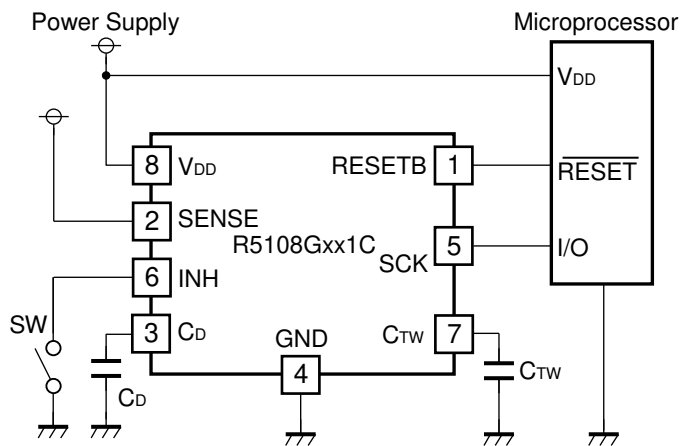 Power Supply
Microprocessor
VDD
8
VDD
RESETB
1
RESET
2
SENSE
R5108Gxx1C
SCK
5
I/O
6
INH
SW
3
CD
GND
CTW
7
4
CD
CTW